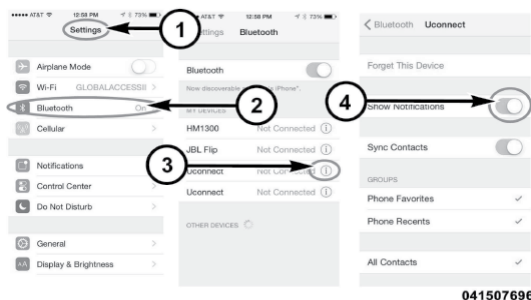 AT&T 12:58 PM 73%
Settings
1
Airplane Mode
Wi-Fi GLOBALACCESSII
Bluetooth On
2
Cellular
Notifications
Control Center
Do Not Disturb
General
Display & Brightness
AT&T 12:58 PM 73%
ttings Bluetooth
Bluetooth
Now discoverable iPhone".
MY DEVICES
HM1300 Not Connected
JBL Flip Not Connected
3
Uconnect Not Connected
Uconnect Not Connected
OTHER DEVICES
Bluetooth Uconnect
Forget This Device
4
Show Notifications
Sync Contacts
GROUPS
Phone Favorites
Phone Recents
All Contacts
041507696